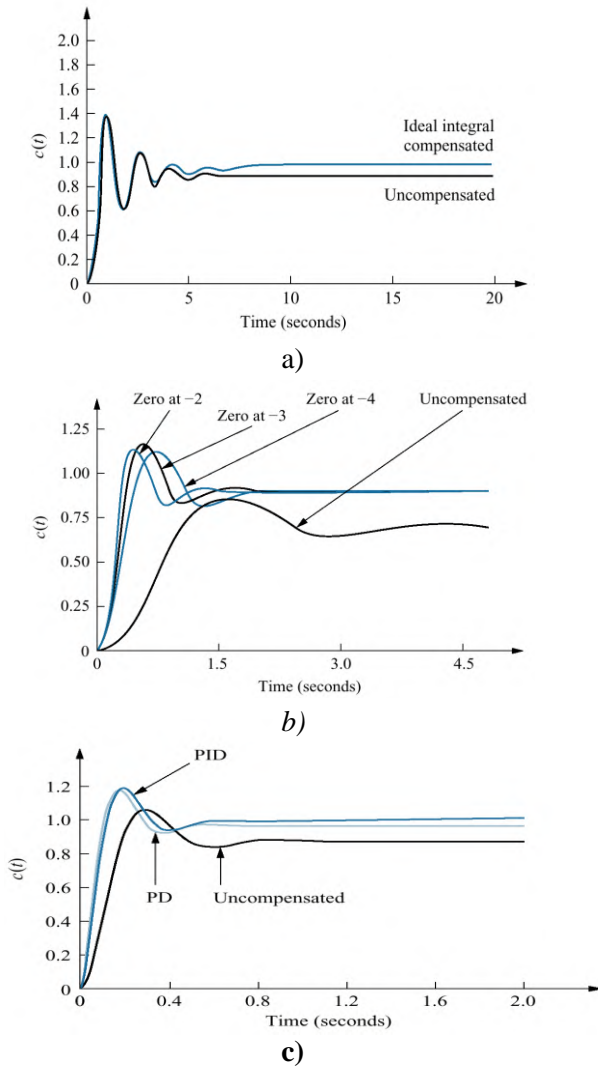 2.0
1.8
1.6
1.4
1.2
1.0
0.8
0.6
0.4
0.2
0
c(t)
Ideal integral
compensated
Uncompensated
0
5
10
15
20
Time (seconds)
a)
Zero at −2
Zero at −3
Zero at −4
Uncompensated
1.25
1.00
0.75
0.50
0.25
0
c(t)
0
1.5
3.0
4.5
Time (seconds)
b)
PID
1.2
1.0
0.8
0.6
0.4
0.2
0
c(t)
PD
Uncompensated
0
0.4
0.8
1.2
1.6
2.0
Time (seconds)
c)